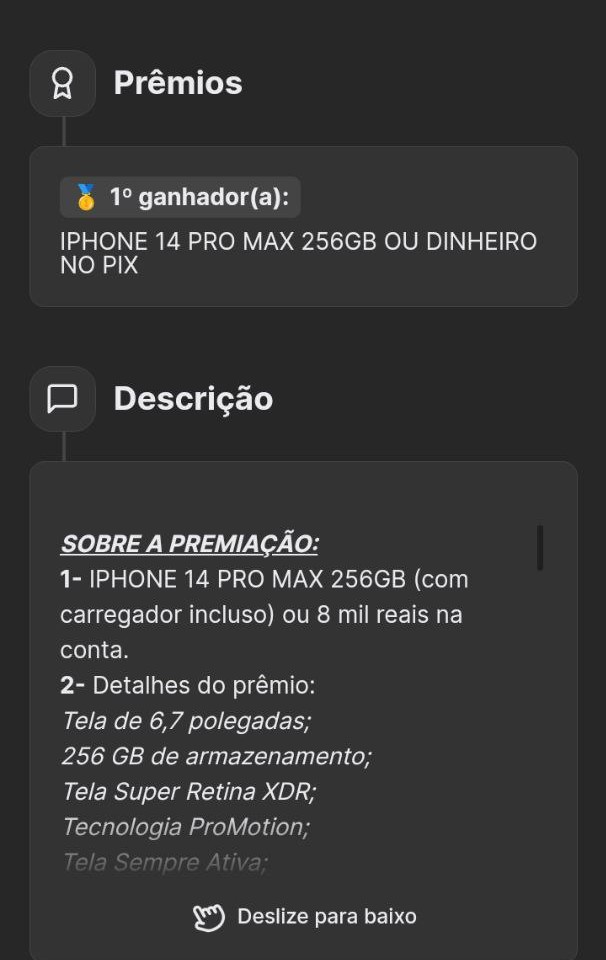 Prêmios
🥇 1º ganhador(a):
IPHONE 14 PRO MAX 256GB OU DINHEIRO
NO PIX
Descrição
SOBRE A PREMIAÇÃO:
1- IPHONE 14 PRO MAX 256GB (com
carregador incluso) ou 8 mil reais na
conta.
2- Detalhes do prêmio:
Tela de 6,7 polegadas;
256 GB de armazenamento;
Tela Super Retina XDR;
Tecnologia ProMotion;
Tela Sempre Ativa;
Deslize para baixo